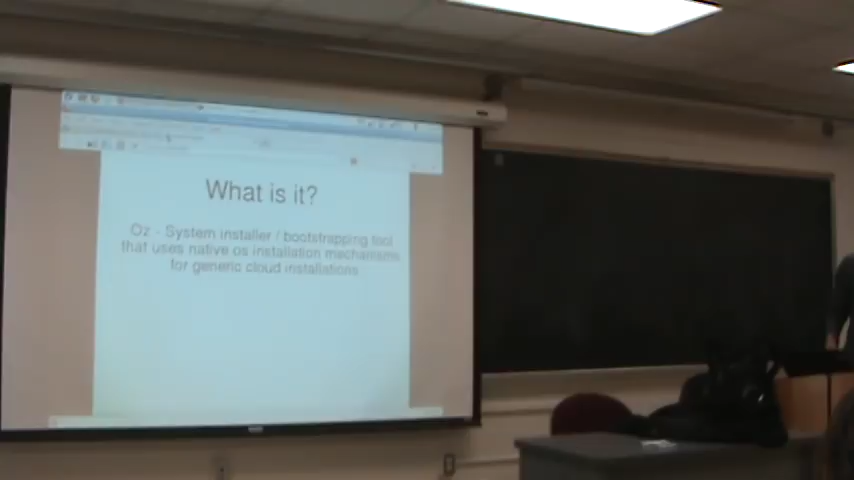 What is it?
Oz - System installer / bootstrapping tool
that uses native os installation mechanisms
for generic cloud installations